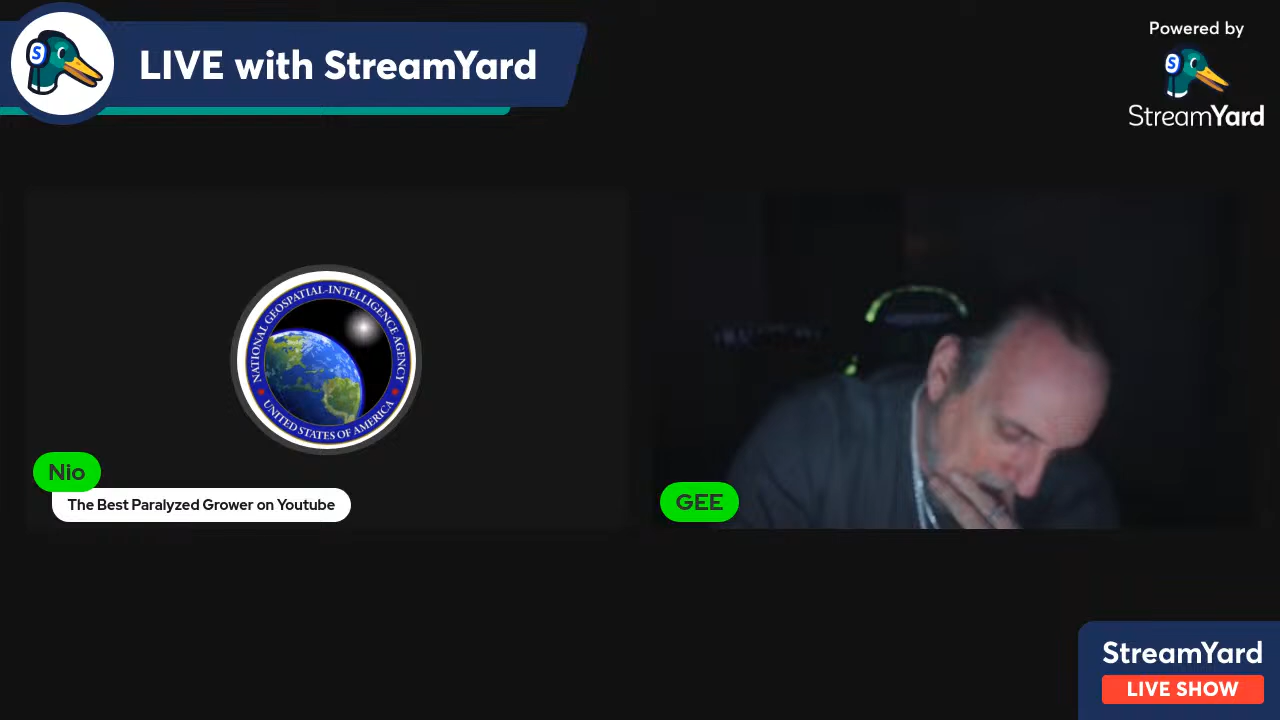 LIVE with StreamYard
Powered by
StreamYard
NATIONAL GEOSPATIAL-INTELLIGENCE AGENCY
UNITED STATES OF AMERICA
Nio
The Best Paralyzed Grower on Youtube
GEE
StreamYard
LIVE SHOW